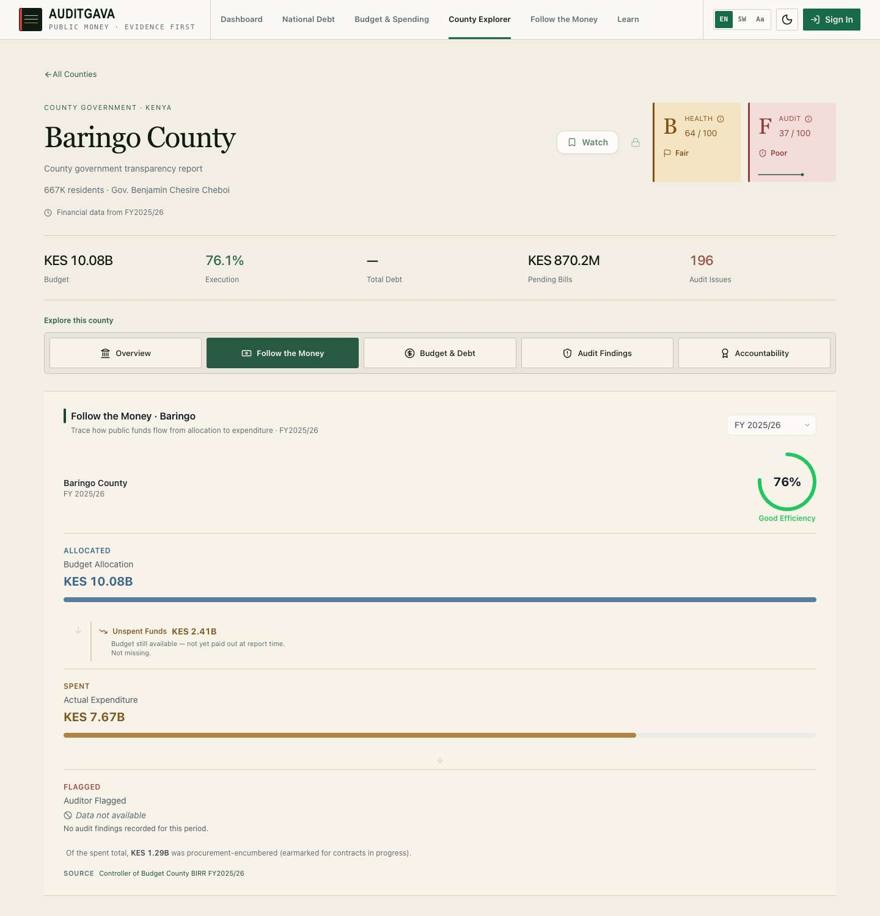 AUDITGAVA
PUBLIC MONEY · EVIDENCE FIRST
Dashboard
National Debt
Budget & Spending
County Explorer
Follow the Money
Learn
EN
SW
Aa
Sign In
←All Counties
COUNTY GOVERNMENT · KENYA
Baringo County
County government transparency report
667K residents · Gov. Benjamin Chesire Cheboi
Financial data from FY2025/26
Watch
B
HEALTH
64 / 100
Fair
F
AUDIT
37 / 100
Poor
KES 10.08B
Budget
76.1%
Execution
—
Total Debt
KES 870.2M
Pending Bills
196
Audit Issues
Explore this county
Overview
Follow the Money
Budget & Debt
Audit Findings
Accountability
Follow the Money · Baringo
Trace how public funds flow from allocation to expenditure · FY2025/26
FY 2025/26
Baringo County
FY 2025/26
76%
Good Efficiency
ALLOCATED
Budget Allocation
KES 10.08B
Unspent Funds KES 2.41B
Budget still available — not yet paid out at report time.
Not missing.
SPENT
Actual Expenditure
KES 7.67B
FLAGGED
Auditor Flagged
Data not available
No audit findings recorded for this period.
Of the spent total, KES 1.29B was procurement-encumbered (earmarked for contracts in progress).
SOURCE Controller of Budget County BIRR FY2025/26